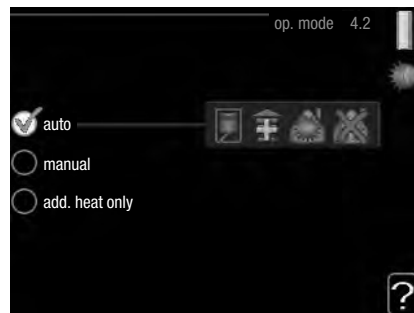 op. mode 4.2
auto
manual
add. heat only
?